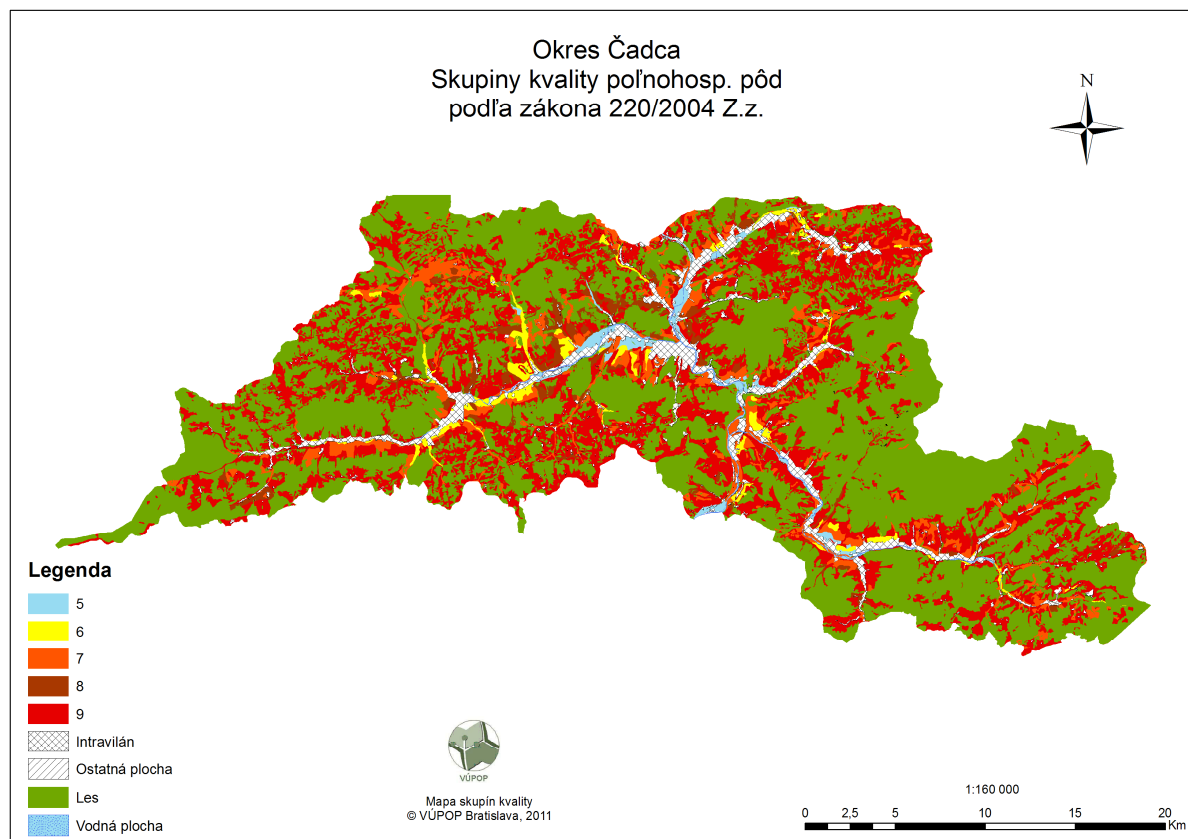 Okres Čadca
Skupiny kvality poľnohosp. pôd
podľa zákona 220/2004 Z.z.
N
Legenda
5
6
7
8
9
Intravilán
Ostatná plocha
Les
Vodná plocha
VÚPOP
Mapa skupín kvality
© VÚPOP Bratislava, 2011
1:160 000
0 2,5 5 10 15 20
Km